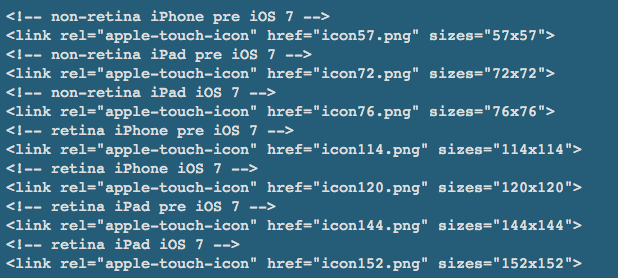 <!-- non-retina iPhone pre iOS 7 -->
<link rel="apple-touch-icon" href="icon57.png" sizes="57x57">
<!-- non-retina iPad pre iOS 7 -->
<link rel="apple-touch-icon" href="icon72.png" sizes="72x72">
<!-- non-retina iPad iOS 7 -->
<link rel="apple-touch-icon" href="icon76.png" sizes="76x76">
<!-- retina iPhone pre iOS 7 -->
<link rel="apple-touch-icon" href="icon114.png" sizes="114x114">
<!-- retina iPhone iOS 7 -->
<link rel="apple-touch-icon" href="icon120.png" sizes="120x120">
<!-- retina iPad pre iOS 7 -->
<link rel="apple-touch-icon" href="icon144.png" sizes="144x144">
<!-- retina iPad iOS 7 -->
<link rel="apple-touch-icon" href="icon152.png" sizes="152x152">